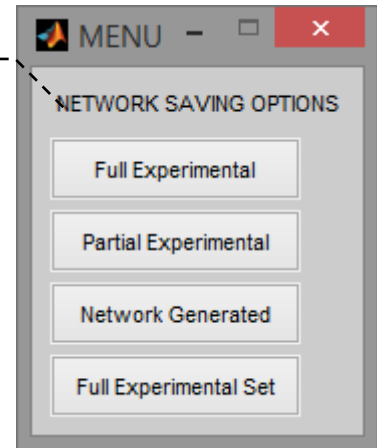 MENU
NETWORK SAVING OPTIONS
Full Experimental
Partial Experimental
Network Generated
Full Experimental Set